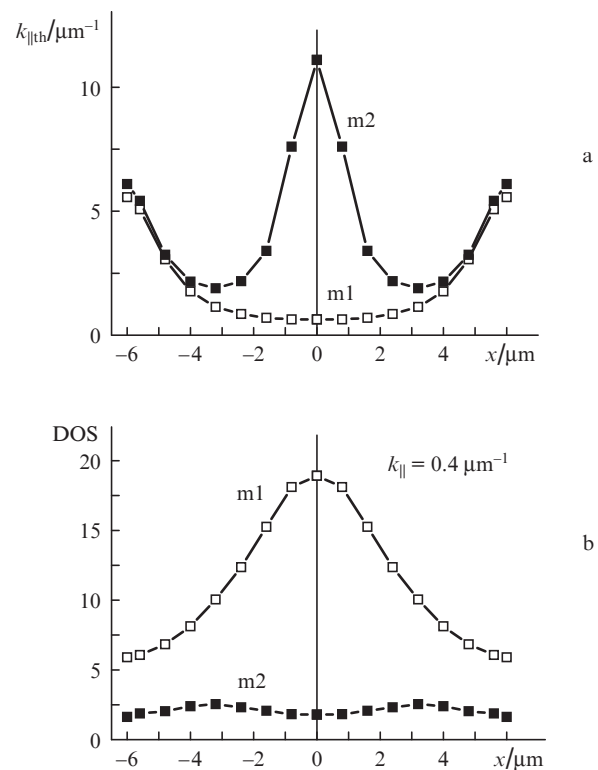 k∥th/μm⁻¹
10
m2
a
5
m1
0
–6 –4 –2 0 2 4 x/μm
DOS
20
k∥ = 0.4 μm⁻¹
m1
15
b
10
5
m2
0
–6 –4 –2 0 2 4 x/μm